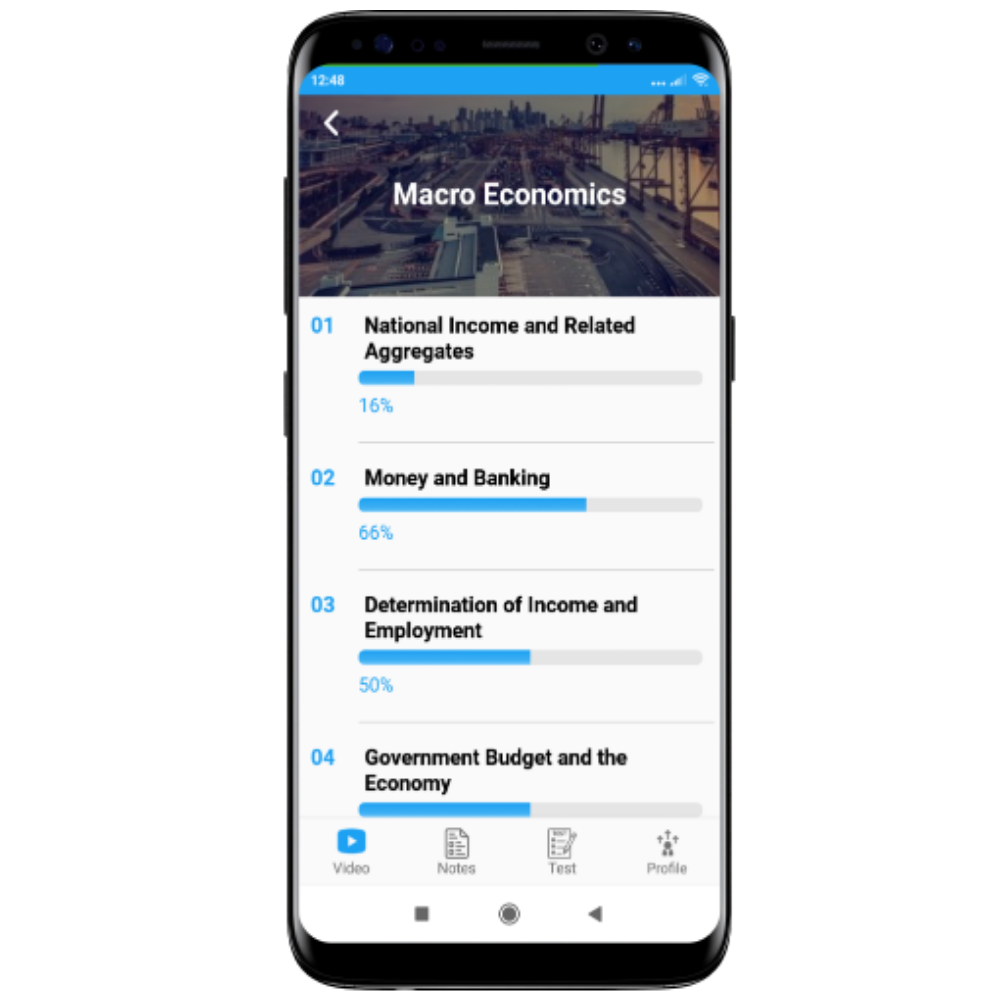 12:48
Macro Economics
01 National Income and Related
Aggregates
16%
02 Money and Banking
66%
03 Determination of Income and
Employment
50%
04 Government Budget and the
Economy
Video Notes Test Profile